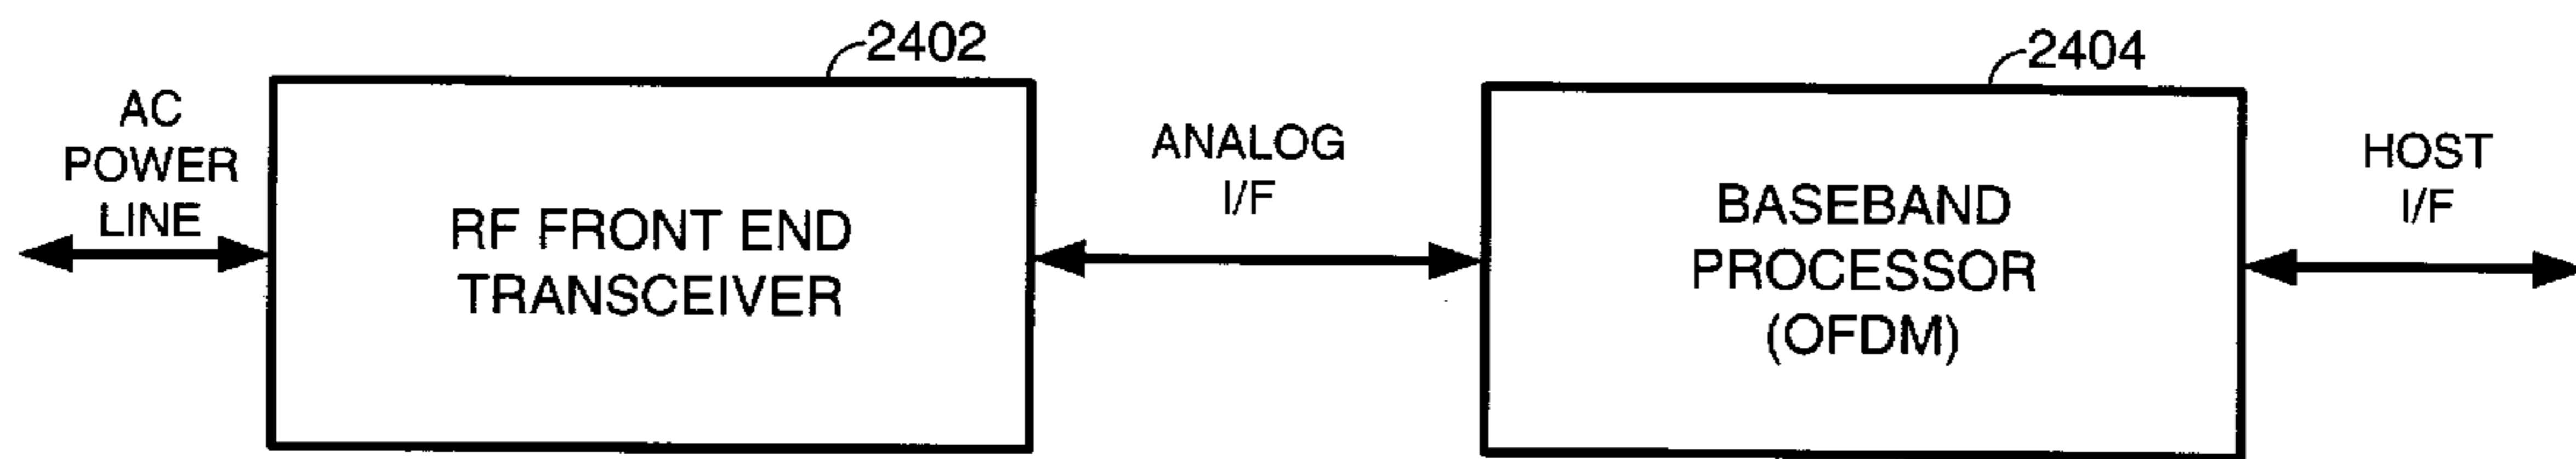 2402
2404
AC
POWER
LINE
RF FRONT END
TRANSCEIVER
ANALOG
I/F
BASEBAND
PROCESSOR
(OFDM)
HOST
I/F